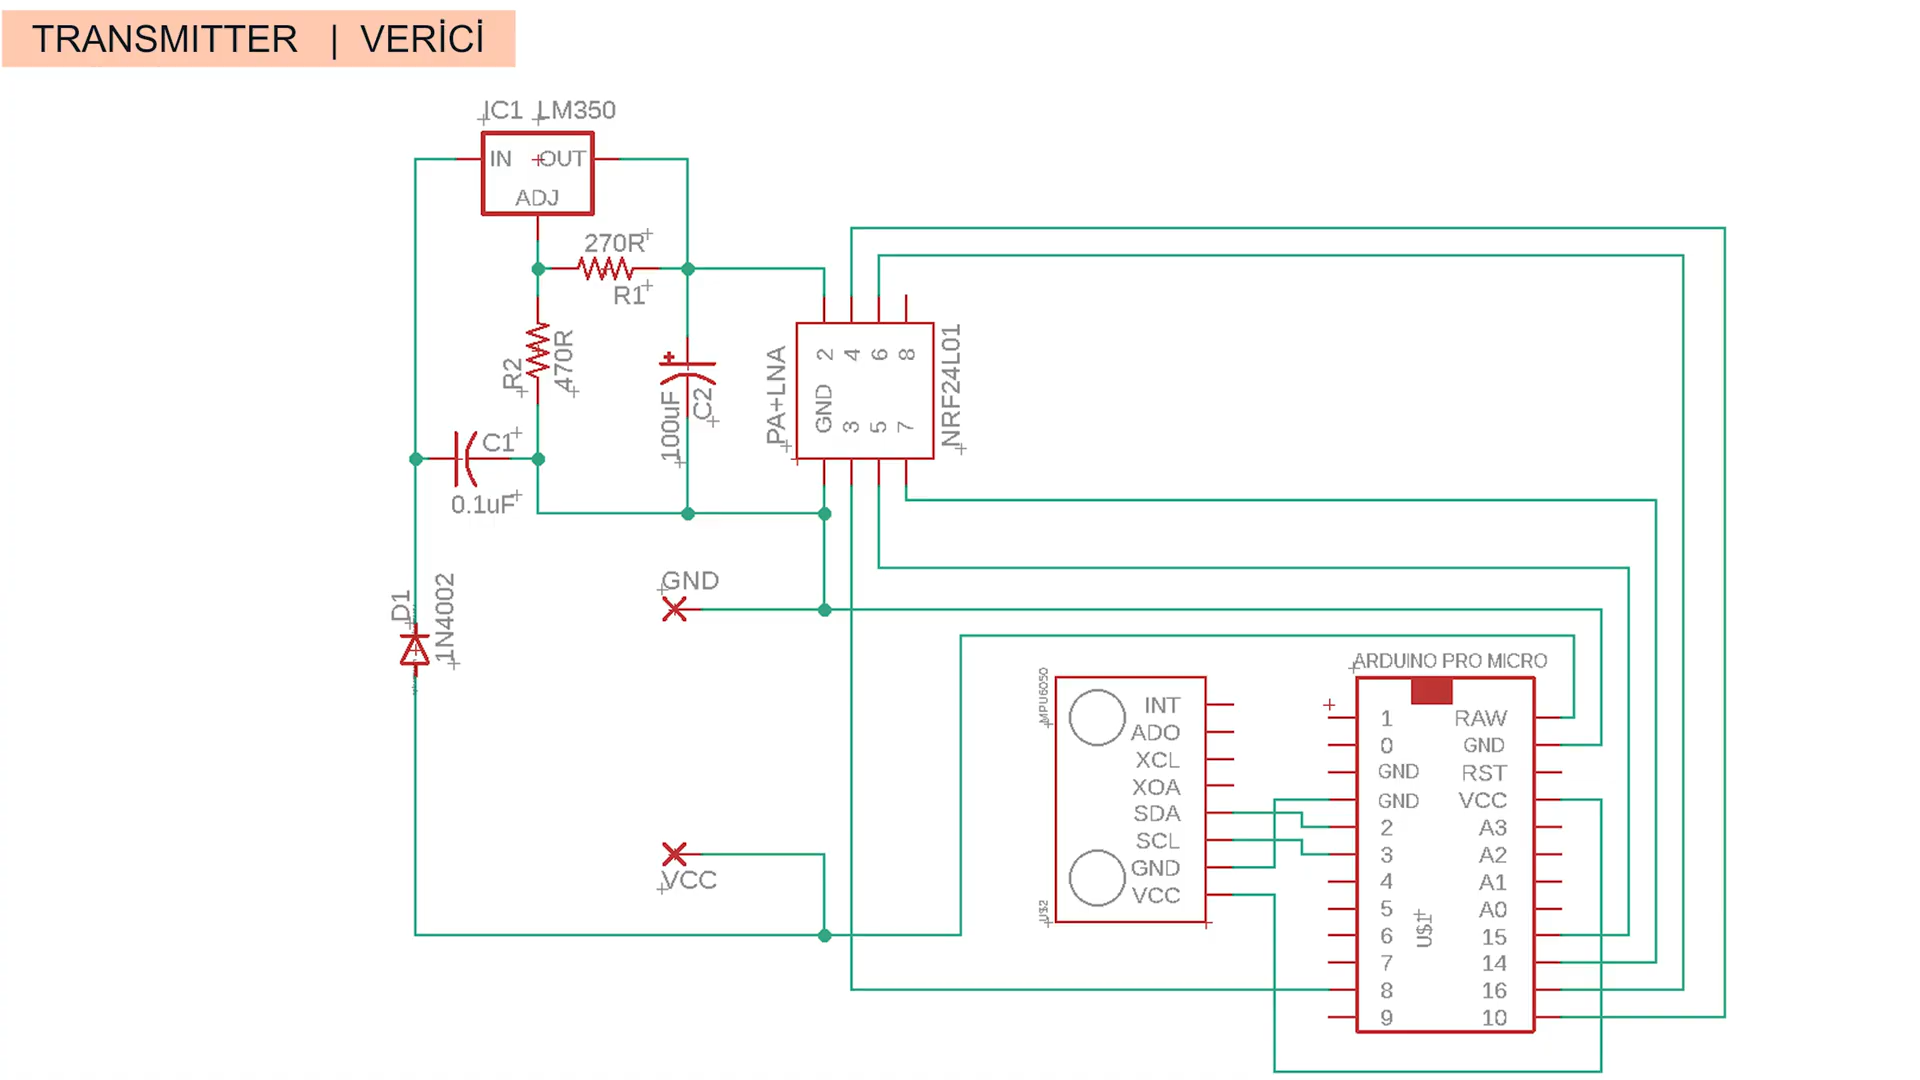 TRANSMITTER | VERİCİ
IC1 LM350
IN OUT
ADJ
270R
R1
R2
470R
C1
0.1uF
100uF
C2
PA+LNA
2 4 6 8
GND 3 5 7
NRF24L01
D1
1N4002
GND
VCC
MPU6050
INT
ADO
XCL
XOA
SDA
SCL
GND
VCC
U$2
ARDUINO PRO MICRO
1 RAW
0 GND
GND RST
GND VCC
2 A3
3 A2
4 A1
5 A0
6 15
7 14
8 16
9 10
U$1